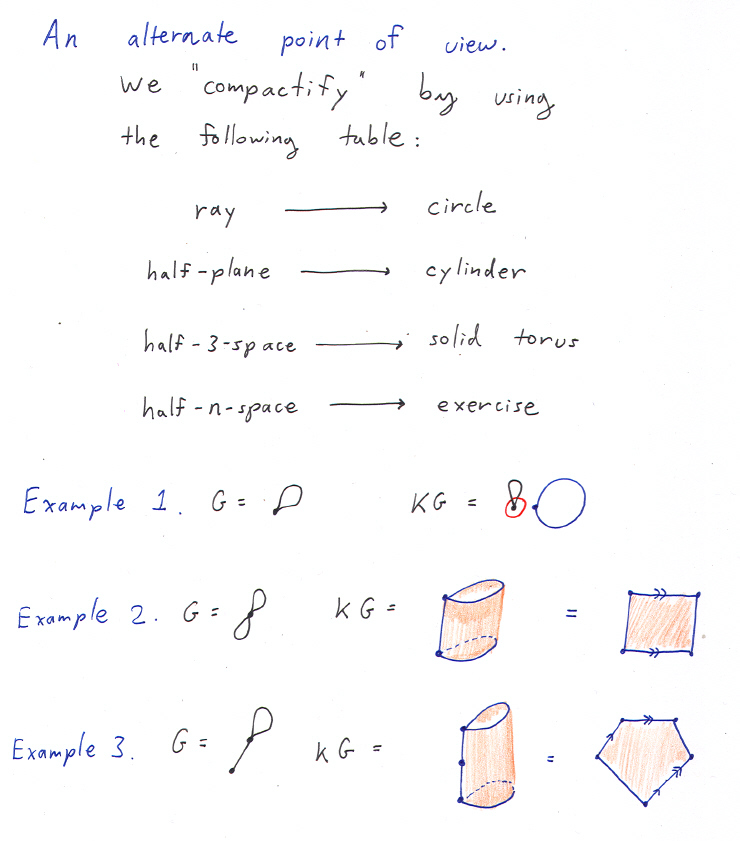 An alternate point of view.
We "compactify" by using
the following table:
ray → circle
half-plane → cylinder
half-3-space → solid torus
half-n-space → exercise
Example 1. G = KG =
Example 2. G = KG = =
Example 3. G = KG = =